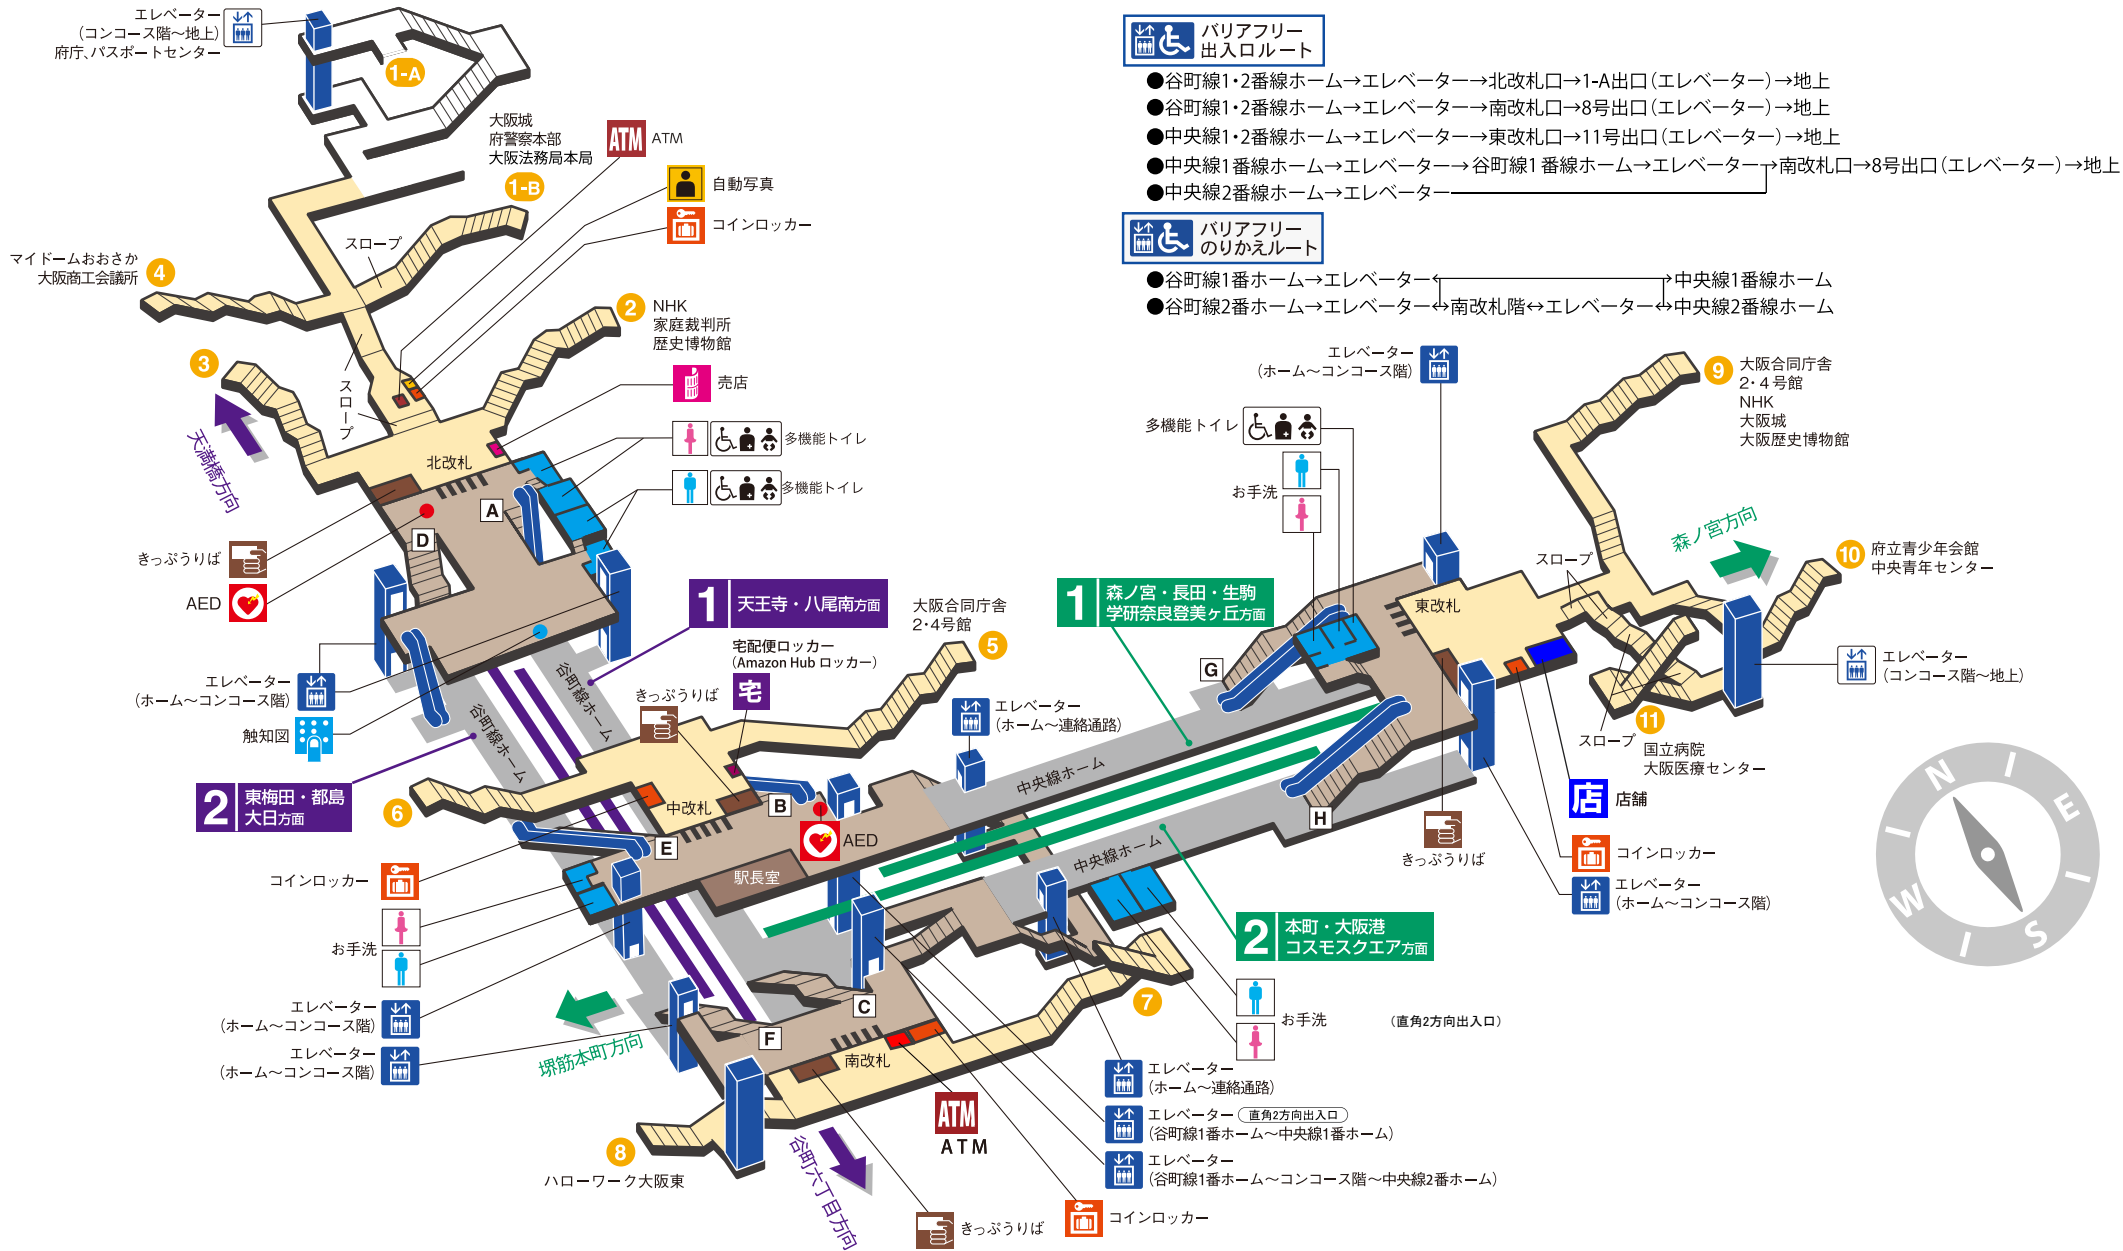 エレベーター
(コンコース階～地上)
府庁、パスポートセンター
1-A
大阪城
府警察本部
大阪法務局本局
1-B
ATM
ATM
自動写真
コインロッカー
スロープ
マイドームおおさか
大阪商工会議所
4
2
NHK
家庭裁判所
歴史博物館
3
スロープ
売店
天満橋方向
北改札
多機能トイレ
多機能トイレ
A
D
きっぷうりば
AED
エレベーター
(ホーム～コンコース階)
触知図
1
天王寺・八尾南方面
谷町線ホーム
谷町線ホーム
2
東梅田・都島
大日方面
大阪合同庁舎
2・4号館
5
宅配便ロッカー
(Amazon Hub ロッカー)
宅
きっぷうりば
エレベーター
(ホーム～連絡通路)
6
中改札
B
E
AED
駅長室
コインロッカー
お手洗
エレベーター
(ホーム～コンコース階)
エレベーター
(ホーム～コンコース階)
堺筋本町方向
F
C
南改札
ATM
ATM
8
ハローワーク大阪東
谷町六丁目方向
きっぷうりば
コインロッカー
バリアフリー
出入口ルート
●谷町線1・2番線ホーム→エレベーター→北改札口→1-A出口(エレベーター)→地上
●谷町線1・2番線ホーム→エレベーター→南改札口→8号出口(エレベーター)→地上
●中央線1・2番線ホーム→エレベーター→東改札口→11号出口(エレベーター)→地上
●中央線1番線ホーム→エレベーター→谷町線1番線ホーム→エレベーター→南改札口→8号出口(エレベーター)→地上
●中央線2番線ホーム→エレベーター
バリアフリー
のりかえルート
●谷町線1番ホーム→エレベーター←→中央線1番線ホーム
●谷町線2番ホーム→エレベーター↔南改札階↔エレベーター↔中央線2番線ホーム
エレベーター
(ホーム～コンコース階)
多機能トイレ
お手洗
9
大阪合同庁舎
2・4号館
NHK
大阪城
大阪歴史博物館
森ノ宮方向
10
府立青少年会館
中央青年センター
スロープ
東改札
1
森ノ宮・長田・生駒
学研奈良登美ヶ丘方面
G
エレベーター
(コンコース階～地上)
11
スロープ
国立病院
大阪医療センター
店
店舗
中央線ホーム
中央線ホーム
H
きっぷうりば
コインロッカー
エレベーター
(ホーム～コンコース階)
2
本町・大阪港
コスモスクエア方面
7
お手洗
(直角2方向出入口)
エレベーター
(ホーム～連絡通路)
エレベーター 直角2方向出入口
(谷町線1番ホーム～中央線1番ホーム)
エレベーター
(谷町線1番ホーム～コンコース階～中央線2番ホーム)
N
E
S
W